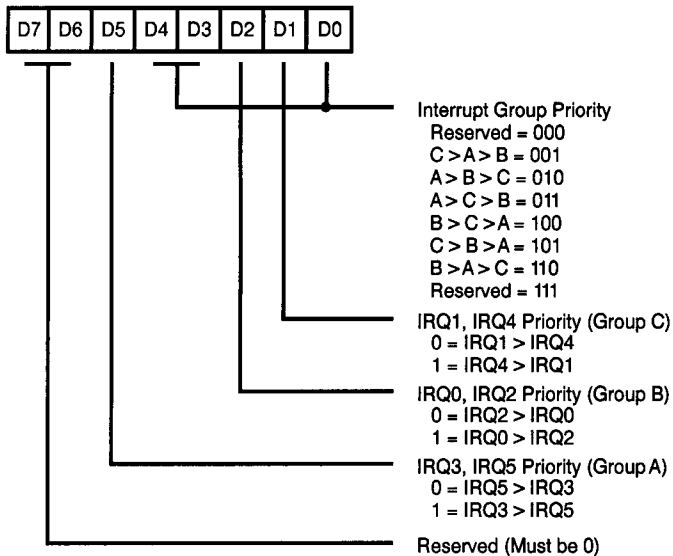 D7 D6 D5 D4 D3 D2 D1 D0
Interrupt Group Priority
Reserved = 000
C > A > B = 001
A > B > C = 010
A > C > B = 011
B > C > A = 100
C > B > A = 101
B > A > C = 110
Reserved = 111
IRQ1, IRQ4 Priority (Group C)
0 = IRQ1 > IRQ4
1 = IRQ4 > IRQ1
IRQ0, IRQ2 Priority (Group B)
0 = IRQ2 > IRQ0
1 = IRQ0 > IRQ2
IRQ3, IRQ5 Priority (Group A)
0 = IRQ5 > IRQ3
1 = IRQ3 > IRQ5
Reserved (Must be 0)